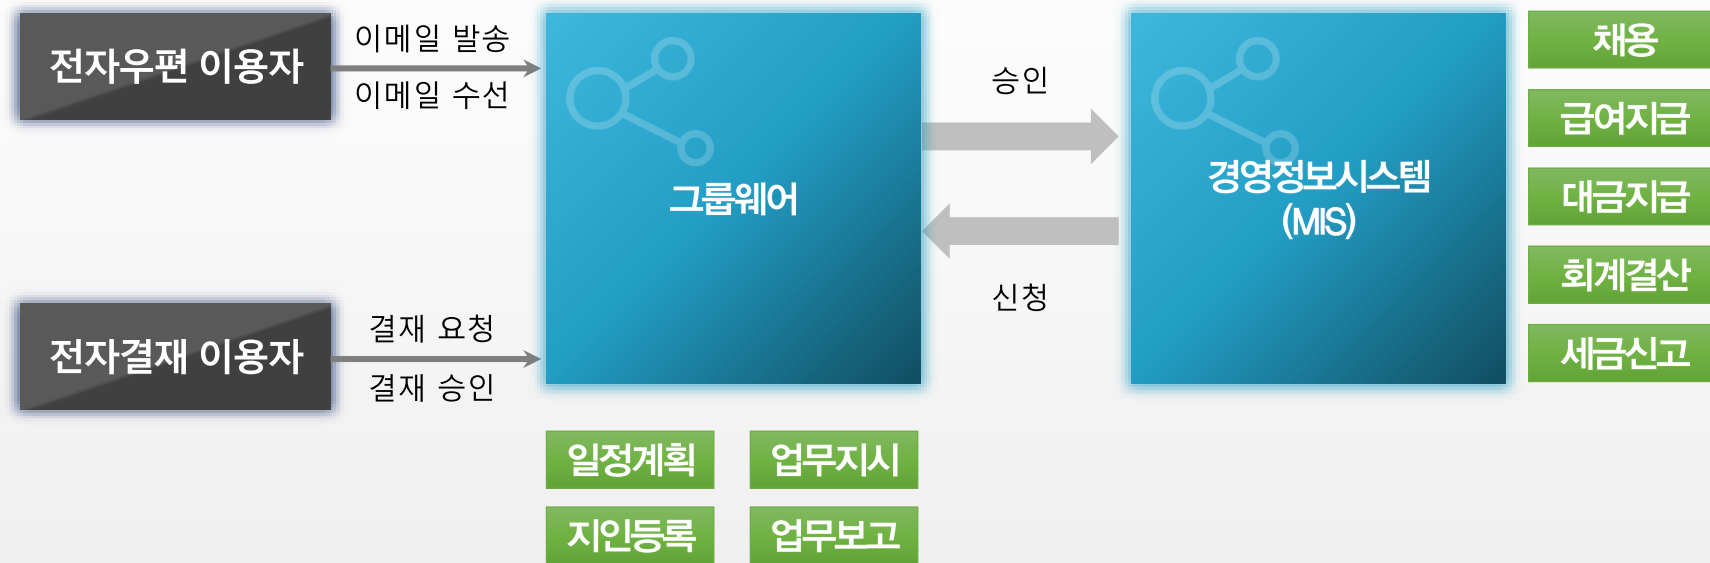 전자우편 이용자
이메일 발송
이메일 수선
그룹웨어
승인
신청
경영정보시스템
(MIS)
채용
급여지급
대금지급
회계결산
세금신고
전자결재 이용자
결재 요청
결재 승인
일정계획
업무지시
지인등록
업무보고